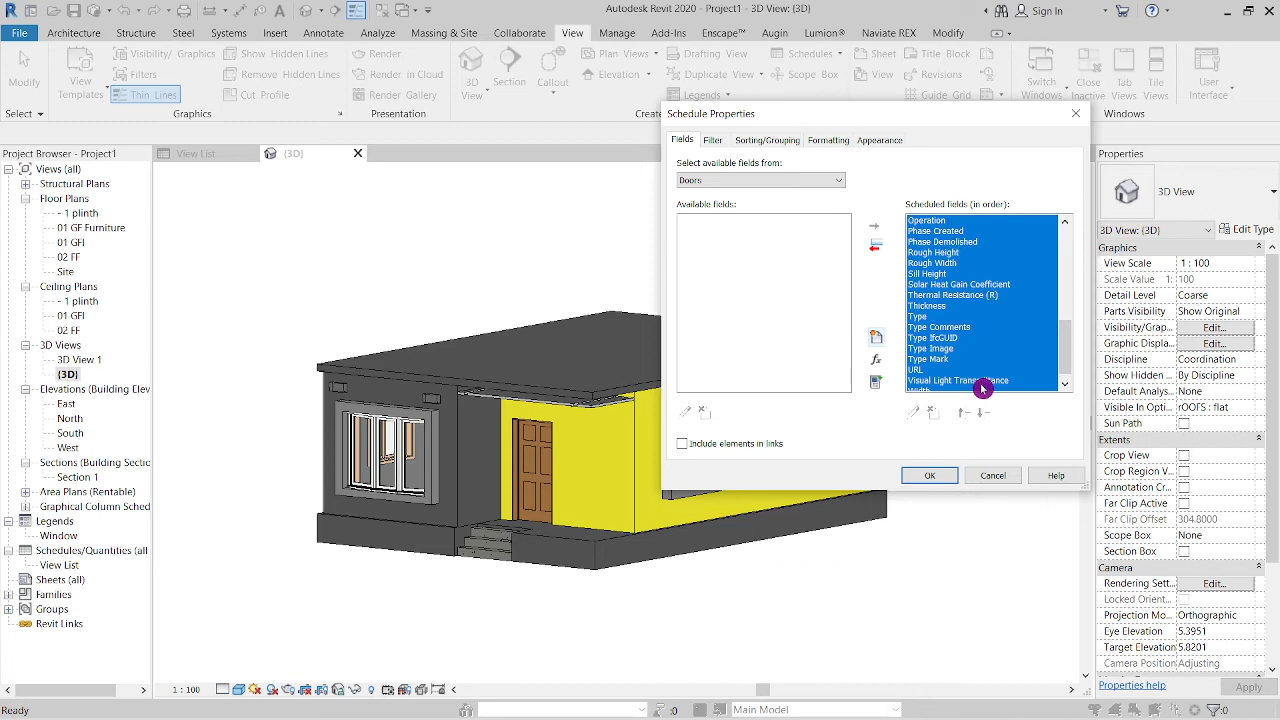 Autodesk Revit 2020 - Project1 - 3D View: {3D}
Sign In
File Architecture Structure Steel Systems Insert Annotate Analyze Massing & Site Collaborate View Manage Add-Ins Enscape™ Augin Lumion® Naviate REX Modify
Modify
View
Templates
Visibility/ Graphics
Filters
Thin Lines
Show Hidden Lines
Remove Hidden Lines
Cut Profile
Render
Render in Cloud
Render Gallery
3D
View
Section
Callout
Plan Views
Elevation
Drafting View
Duplicate View
Legends
Schedules
Scope Box
Sheet
View
Title Block
Revisions
Guide Grid
Switch
Windows
Close
Inactive
Tab
Views
Tile
Views
User
Interface
Select
Graphics
Presentation
Create
Windows
Project Browser - Project1
Views (all)
Structural Plans
Floor Plans
- 1 plinth
01 GF Furniture
01 GFl
02 FF
Site
Ceiling Plans
- 1 plinth
01 GFl
02 FF
3D Views
3D View 1
{3D}
Elevations (Building Elev
East
North
South
West
Sections (Building Sectio
Section 1
Area Plans (Rentable)
Graphical Column Sched
Legends
Window
Schedules/Quantities (all
View List
Sheets (all)
Families
Groups
Revit Links
View List
{3D}
Schedule Properties
Fields Filter Sorting/Grouping Formatting Appearance
Select available fields from:
Doors
Available fields:
Scheduled fields (in order):
Operation
Phase Created
Phase Demolished
Rough Height
Rough Width
Sill Height
Solar Heat Gain Coefficient
Thermal Resistance (R)
Thickness
Type
Type Comments
Type IfcGUID
Type Image
Type Mark
URL
Visual Light Transmittance
Width
fx
Include elements in links
OK Cancel Help
Properties
3D View
3D View: {3D}
Edit Type
Graphics
View Scale 1 : 100
Scale Value 1: 100
Detail Level Coarse
Parts Visibility Show Original
Visibility/Grap... Edit...
Graphic Displa... Edit...
Discipline Coordination
Show Hidden ... By Discipline
Default Analys... None
Visible In Opti... rOOFS : flat
Sun Path
Extents
Crop View
Crop Region V...
Annotation Cr...
Far Clip Active
Far Clip Offset 304.8000
Scope Box None
Section Box
Camera
Rendering Sett... Edit...
Locked Orient...
Projection Mo... Orthographic
Eye Elevation 5.3951
Target Elevation 5.8201
Camera Position Adjusting
Properties help
Apply
1 : 100
Ready
:0
Main Model
:0